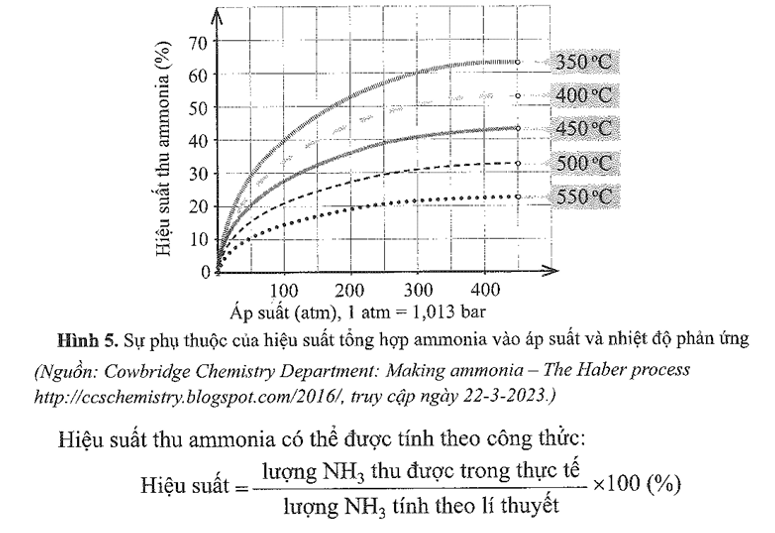 Hiệu suất thu ammonia (%)
70
60
50
40
30
20
10
0
350 °C
400 °C
450 °C
500 °C
550 °C
100 200 300 400
Áp suất (atm), 1 atm = 1,013 bar
Hình 5. Sự phụ thuộc của hiệu suất tổng hợp ammonia vào áp suất và nhiệt độ phản ứng
(Nguồn: Cowbridge Chemistry Department: Making ammonia – The Haber process
http://ccschemistry.blogspot.com/2016/, truy cập ngày 22-3-2023.)
Hiệu suất thu ammonia có thể được tính theo công thức:
Hiệu suất = lượng NH₃ thu được trong thực tế / lượng NH₃ tính theo lí thuyết ×100 (%)